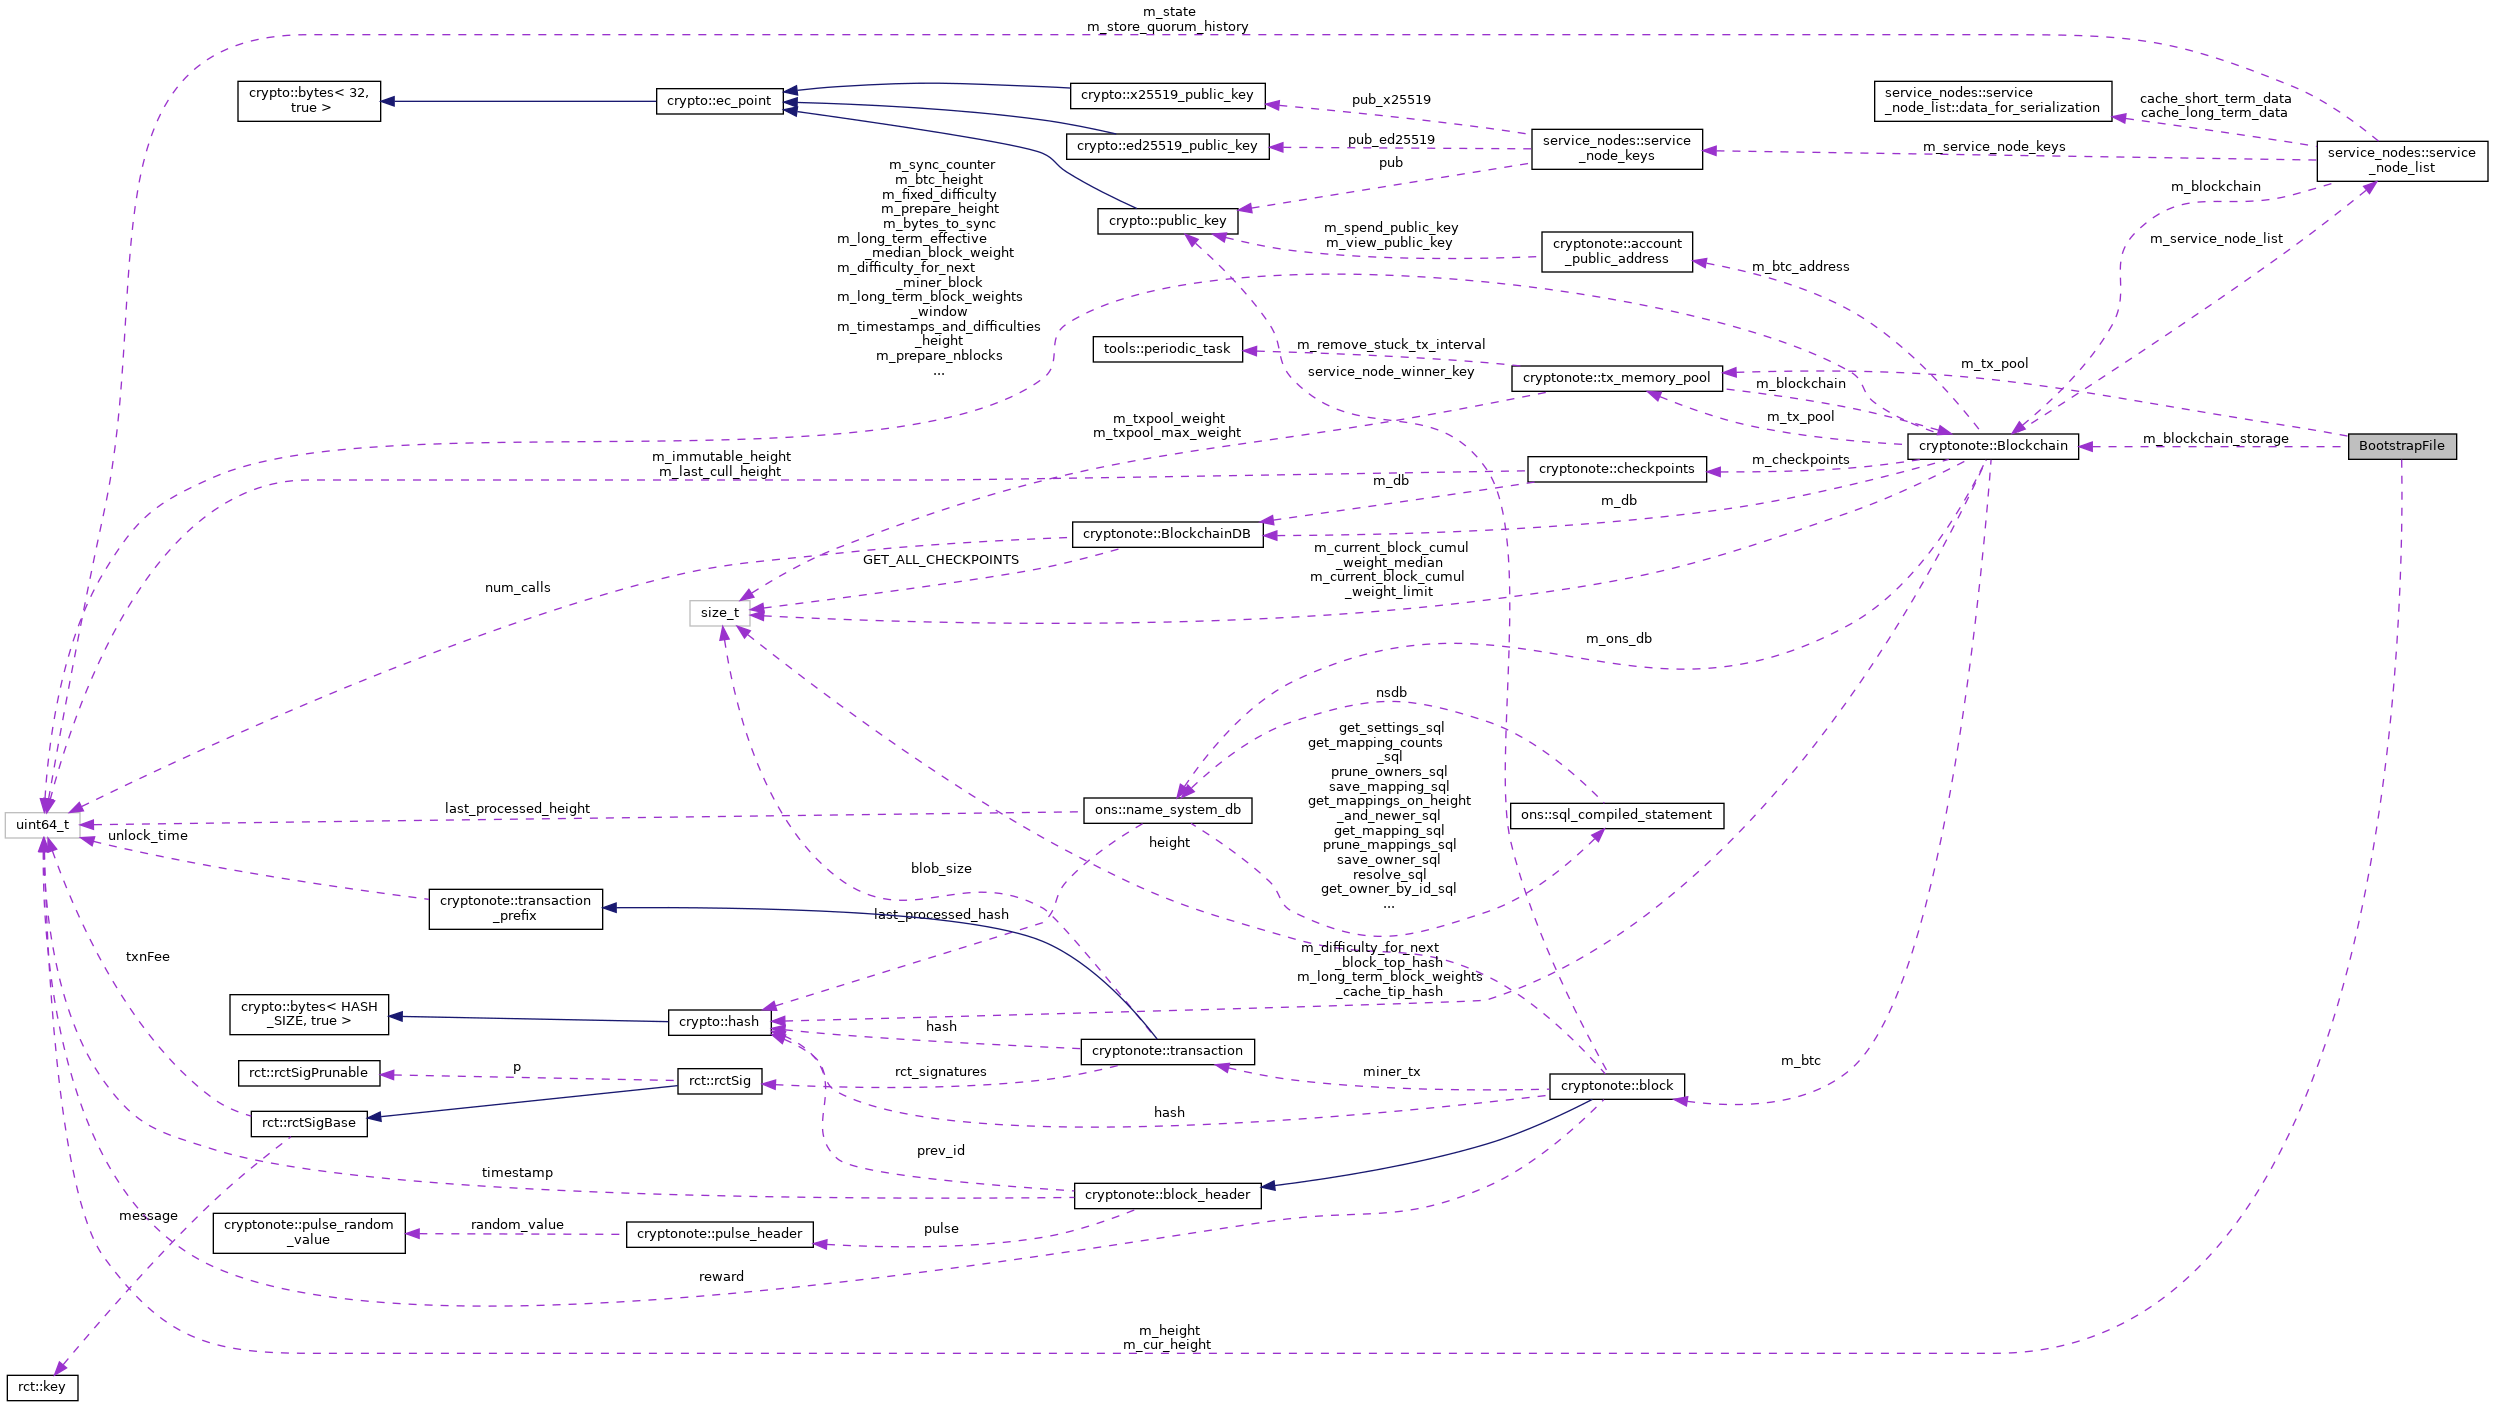 m_state
m_store_quorum_history
crypto::bytes< 32,
true >
crypto::ec_point
crypto::x25519_public_key
pub_x25519
service_nodes::service
_node_list::data_for_serialization
cache_short_term_data
cache_long_term_data
crypto::ed25519_public_key
pub_ed25519
pub
service_nodes::service
_node_keys
m_service_node_keys
service_nodes::service
_node_list
m_sync_counter
m_btc_height
m_fixed_difficulty
m_prepare_height
m_bytes_to_sync
m_long_term_effective
_median_block_weight
m_difficulty_for_next
_miner_block
m_long_term_block_weights
_window
m_timestamps_and_difficulties
_height
m_prepare_nblocks
...
crypto::public_key
m_spend_public_key
m_view_public_key
cryptonote::account
_public_address
m_btc_address
m_blockchain
m_service_node_list
tools::periodic_task
m_remove_stuck_tx_interval
service_node_winner_key
cryptonote::tx_memory_pool
m_blockchain
m_tx_pool
m_tx_pool
m_txpool_weight
m_txpool_max_weight
cryptonote::Blockchain
m_blockchain_storage
BootstrapFile
m_immutable_height
m_last_cull_height
cryptonote::checkpoints
m_checkpoints
m_db
m_db
cryptonote::BlockchainDB
GET_ALL_CHECKPOINTS
num_calls
m_current_block_cumul
_weight_median
m_current_block_cumul
_weight_limit
size_t
m_ons_db
nsdb
get_settings_sql
get_mapping_counts
_sql
prune_owners_sql
save_mapping_sql
get_mappings_on_height
_and_newer_sql
get_mapping_sql
prune_mappings_sql
save_owner_sql
resolve_sql
get_owner_by_id_sql
...
last_processed_height
ons::name_system_db
ons::sql_compiled_statement
uint64_t
unlock_time
height
blob_size
cryptonote::transaction
_prefix
last_processed_hash
txnFee
m_difficulty_for_next
_block_top_hash
m_long_term_block_weights
_cache_tip_hash
crypto::bytes< HASH
_SIZE, true >
crypto::hash
hash
cryptonote::transaction
rct::rctSigPrunable
p
rct::rctSig
rct_signatures
miner_tx
cryptonote::block
m_btc
rct::rctSigBase
hash
prev_id
timestamp
cryptonote::block_header
message
cryptonote::pulse_random
_value
random_value
cryptonote::pulse_header
pulse
reward
m_height
m_cur_height
rct::key